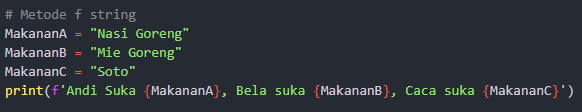 # Metode f string
MakananA = "Nasi Goreng"
MakananB = "Mie Goreng"
MakananC = "Soto"
print(f'Andi Suka {MakananA}, Bela suka {MakananB}, Caca suka {MakananC}')